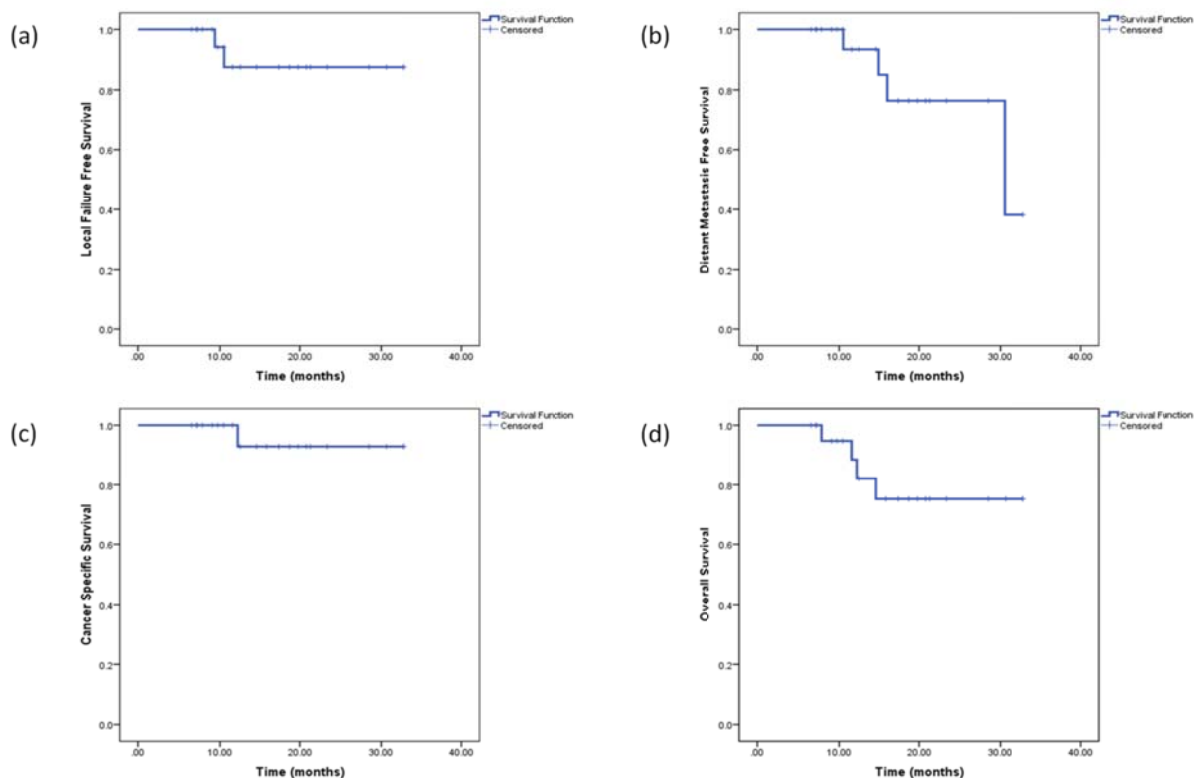 (a)
Survival Function
Censored
1.0
0.8
0.6
0.4
0.2
0.0
Local Failure Free Survival
.00 10.00 20.00 30.00 40.00
Time (months)
(b)
Survival Function
Censored
1.0
0.8
0.6
0.4
0.2
0.0
Distant Metastasis Free Survival
.00 10.00 20.00 30.00 40.00
Time (months)
(c)
Survival Function
Censored
1.0
0.8
0.6
0.4
0.2
0.0
Cancer Specific Survival
.00 10.00 20.00 30.00 40.00
Time (months)
(d)
Survival Function
Censored
1.0
0.8
0.6
0.4
0.2
0.0
Overall Survival
.00 10.00 20.00 30.00 40.00
Time (months)